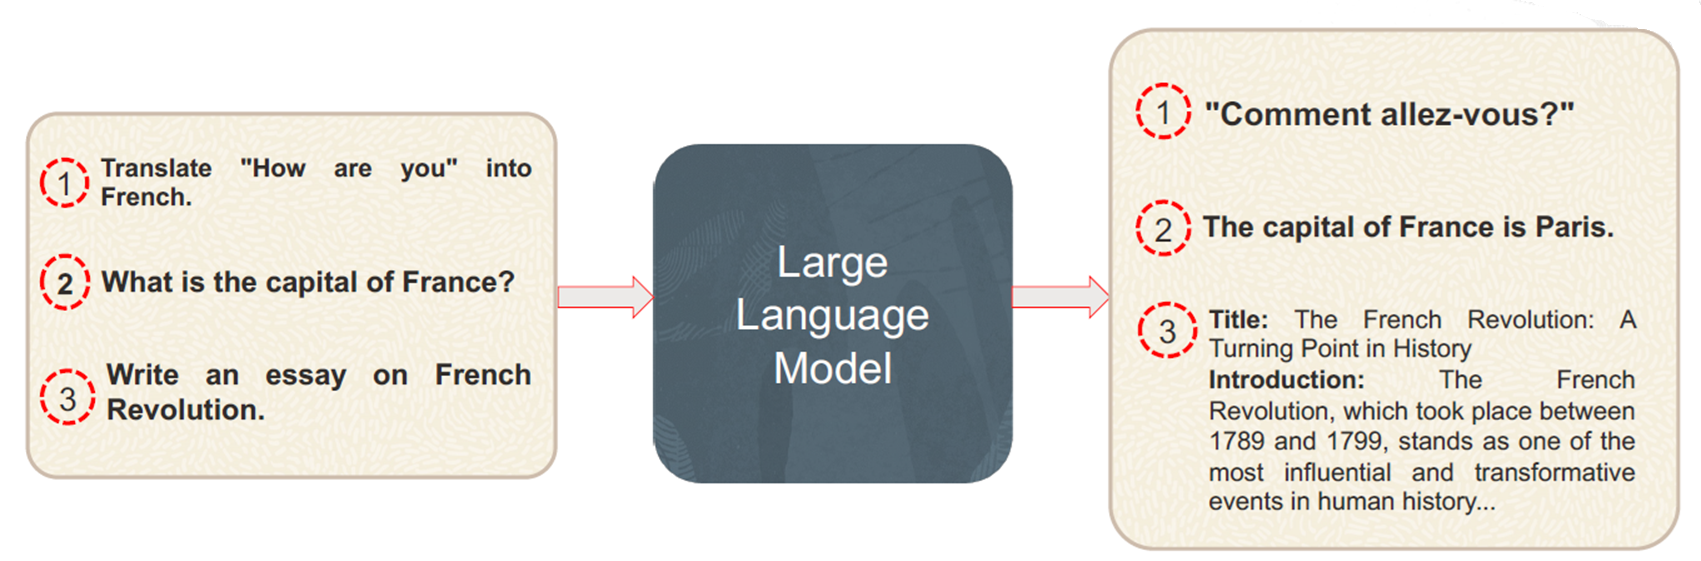 1
Translate "How are you" into
French.
2
What is the capital of France?
3
Write an essay on French
Revolution.
Large
Language
Model
1
"Comment allez-vous?"
2
The capital of France is Paris.
3
Title: The French Revolution: A
Turning Point in History
Introduction: The French
Revolution, which took place between
1789 and 1799, stands as one of the
most influential and transformative
events in human history...